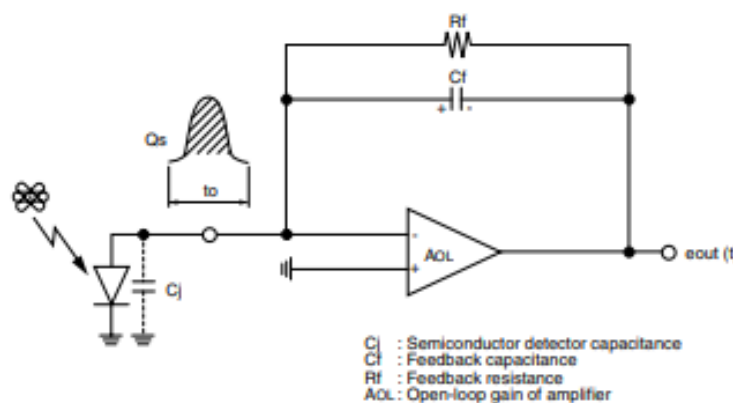 Rf
Cf
+ -
Qs
to
-
AOL
+
eout (t
Cj
Cj : Semiconductor detector capacitance
Cf : Feedback capacitance
Rf : Feedback resistance
AOL : Open-loop gain of amplifier